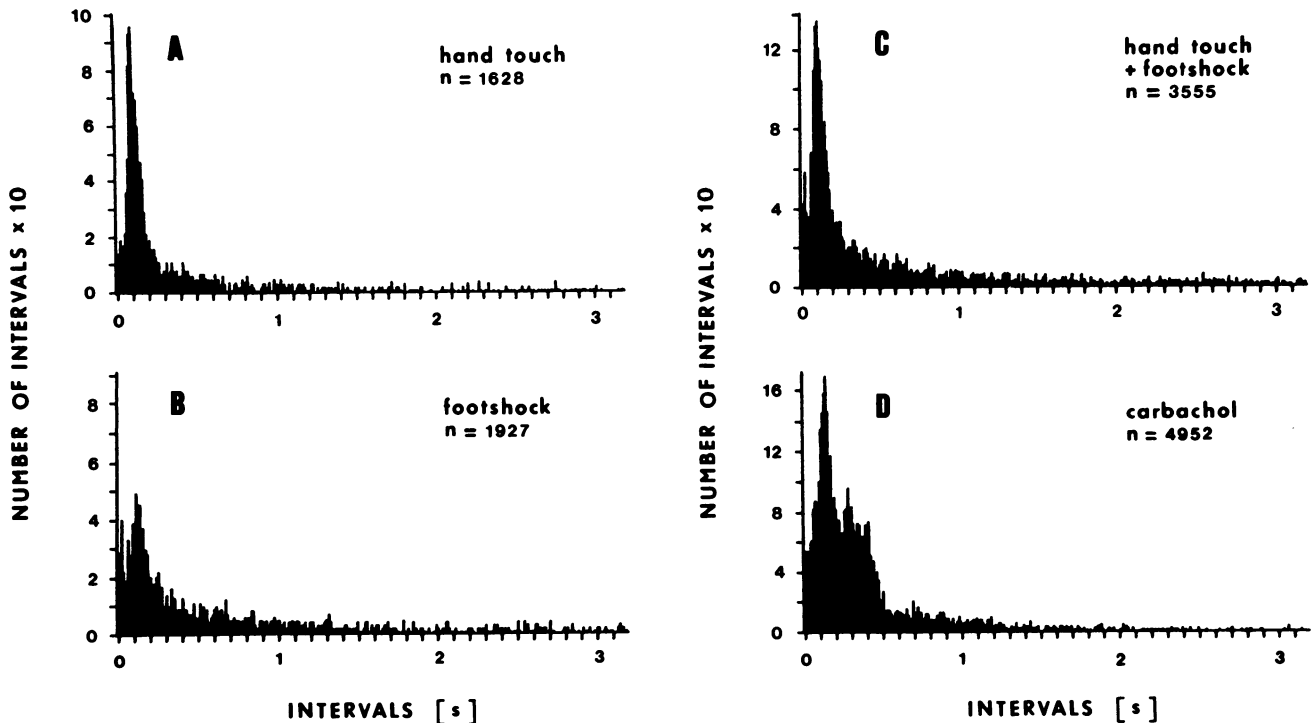 NUMBER OF INTERVALS x 10
10
8
6
4
2
0
A
hand touch
n = 1628
0 1 2 3
8
6
4
2
0
B
footshock
n = 1927
0 1 2 3
INTERVALS [s]
NUMBER OF INTERVALS x 10
12
8
4
0
C
hand touch
+ footshock
n = 3555
0 1 2 3
16
12
8
4
0
D
carbachol
n = 4952
0 1 2 3
INTERVALS [s]